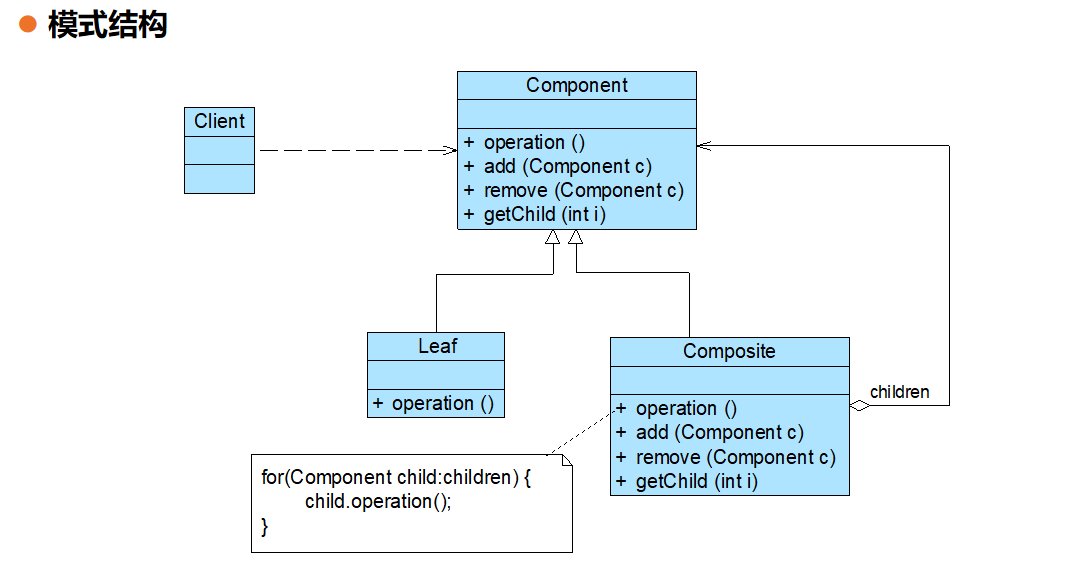 模式结构
Component
+ operation ()
+ add (Component c)
+ remove (Component c)
+ getChild (int i)
Client
Leaf
+ operation ()
Composite
+ operation ()
+ add (Component c)
+ remove (Component c)
+ getChild (int i)
children
for(Component child:children) {
child.operation();
}